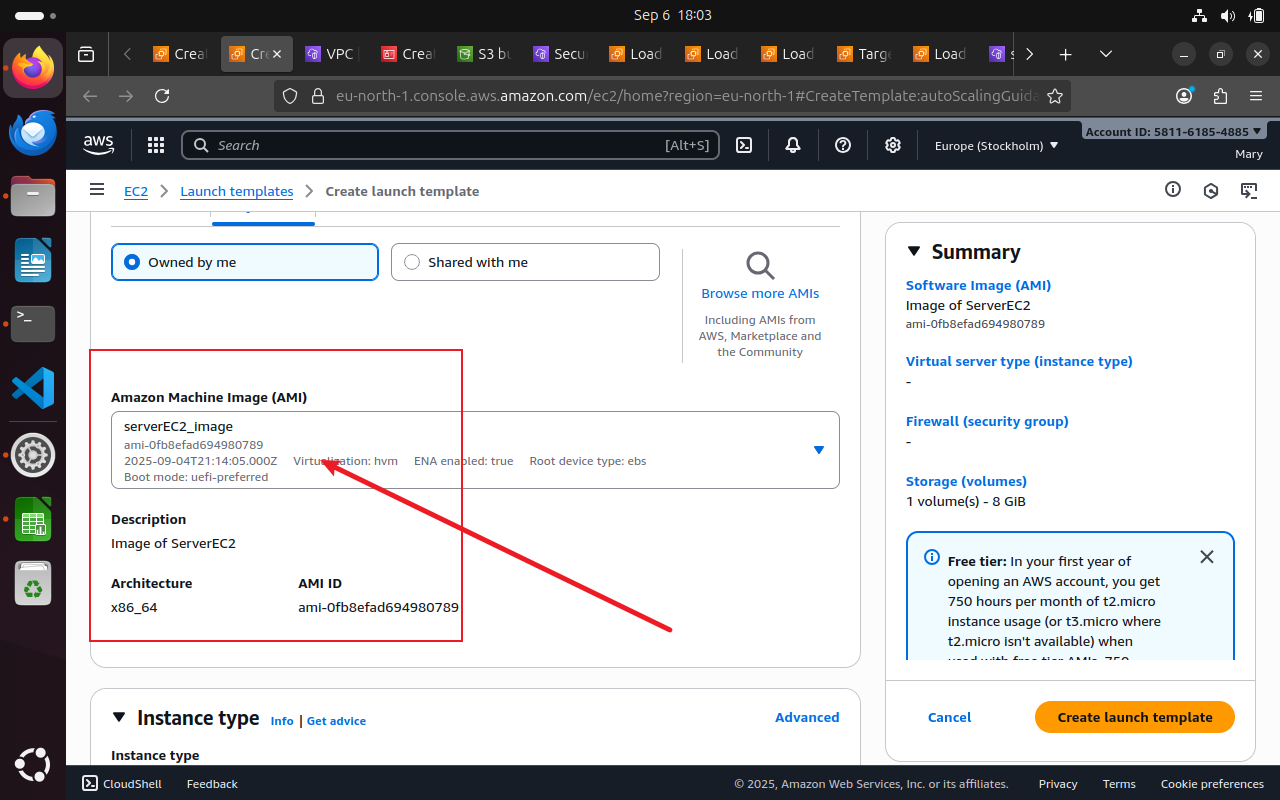 Sep 6 18:03
Creat
Cre
VPC
Creat
S3 bu
Secu
Load
Load
Load
Targe
Load
s
eu-north-1.console.aws.amazon.com/ec2/home?region=eu-north-1#CreateTemplate:autoScalingGuida
aws
Search
[Alt+S]
Europe (Stockholm)
Account ID: 5811-6185-4885
Mary
EC2
Launch templates
Create launch template
Owned by me
Shared with me
Browse more AMIs
Including AMIs from
AWS, Marketplace and
the Community
Amazon Machine Image (AMI)
serverEC2_image
ami-0fb8efad694980789
2025-09-04T21:14:05.000Z Virtualization: hvm ENA enabled: true Root device type: ebs
Boot mode: uefi-preferred
Description
Image of ServerEC2
Architecture
AMI ID
x86_64
ami-0fb8efad694980789
Instance type
Info | Get advice
Advanced
Instance type
Summary
Software Image (AMI)
Image of ServerEC2
ami-0fb8efad694980789
Virtual server type (instance type)
-
Firewall (security group)
-
Storage (volumes)
1 volume(s) - 8 GiB
Free tier: In your first year of
opening an AWS account, you get
750 hours per month of t2.micro
instance usage (or t3.micro where
t2.micro isn't available) when
used with free tier AMIs, 750
Cancel
Create launch template
CloudShell
Feedback
© 2025, Amazon Web Services, Inc. or its affiliates.
Privacy
Terms
Cookie preferences